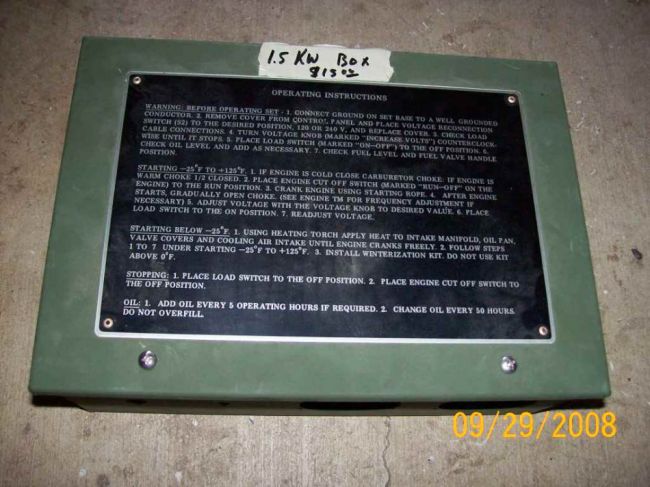 1.5 KW BOX
OPERATING INSTRUCTIONS
WARNING: BEFORE OPERATING SET - 1. CONNECT GROUND ON SET BASE TO A WELL GROUNDED
CONDUCTOR. 2. REMOVE COVER FROM CONTROL PANEL AND PLACE VOLTAGE RECONNECTION
SWITCH (S2) TO THE DESIRED POSITION, 120 OR 240 V, AND REPLACE COVER. 3. CHECK LOAD
CABLE CONNECTIONS. 4. TURN VOLTAGE KNOB (MARKED "INCREASE VOLTS") COUNTERCLOCK-
WISE UNTIL IT STOPS. 5. PLACE LOAD SWITCH (MARKED "ON-OFF") TO THE OFF POSITION. 6.
CHECK OIL LEVEL AND ADD AS NECESSARY. 7. CHECK FUEL LEVEL AND FUEL VALVE HANDLE
POSITION.
STARTING -25°F TO +125°F. 1. IF ENGINE IS COLD CLOSE CARBURETOR CHOKE: IF ENGINE IS
WARM CHOKE 1/2 CLOSED. 2. PLACE ENGINE CUT OFF SWITCH (MARKED "RUN-OFF" ON THE
ENGINE) TO THE RUN POSITION. 3. CRANK ENGINE USING STARTING ROPE. 4. AFTER ENGINE
STARTS, GRADUALLY OPEN CHOKE. (SEE ENGINE TM FOR FREQUENCY ADJUSTMENT IF
NECESSARY) 5. ADJUST VOLTAGE WITH THE VOLTAGE KNOB TO DESIRED VALUE. 6. PLACE
LOAD SWITCH TO THE ON POSITION. 7. READJUST VOLTAGE.
STARTING BELOW -25°F. 1. USING HEATING TORCH APPLY HEAT TO INTAKE MANIFOLD, OIL PAN,
VALVE COVERS AND COOLING AIR INTAKE UNTIL ENGINE CRANKS FREELY. 2. FOLLOW STEPS
1 TO 7 UNDER STARTING -25°F TO +125°F. 3. INSTALL WINTERIZATION KIT. DO NOT USE KIT
ABOVE 0°F.
STOPPING: 1. PLACE LOAD SWITCH TO THE OFF POSITION. 2. PLACE ENGINE CUT OFF SWITCH TO
THE OFF POSITION.
OIL: 1. ADD OIL EVERY 5 OPERATING HOURS IF REQUIRED. 2. CHANGE OIL EVERY 50 HOURS.
DO NOT OVERFILL.
09/29/2008